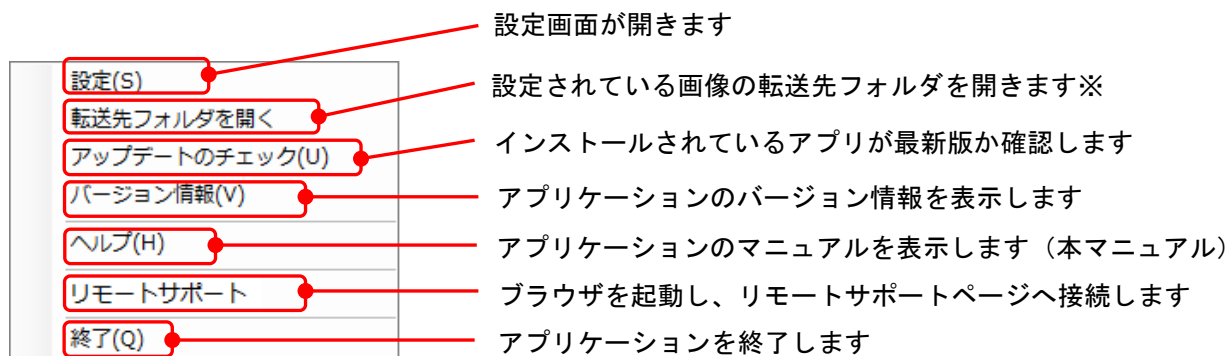 設定画面が開きます
設定(S)
設定されている画像の転送先フォルダを開きます※
転送先フォルダを開く
インストールされているアプリが最新版か確認します
アップデートのチェック(U)
バージョン情報(V)
アプリケーションのバージョン情報を表示します
ヘルプ(H)
アプリケーションのマニュアルを表示します（本マニュアル）
リモートサポート
ブラウザを起動し、リモートサポートページへ接続します
終了(Q)
アプリケーションを終了します